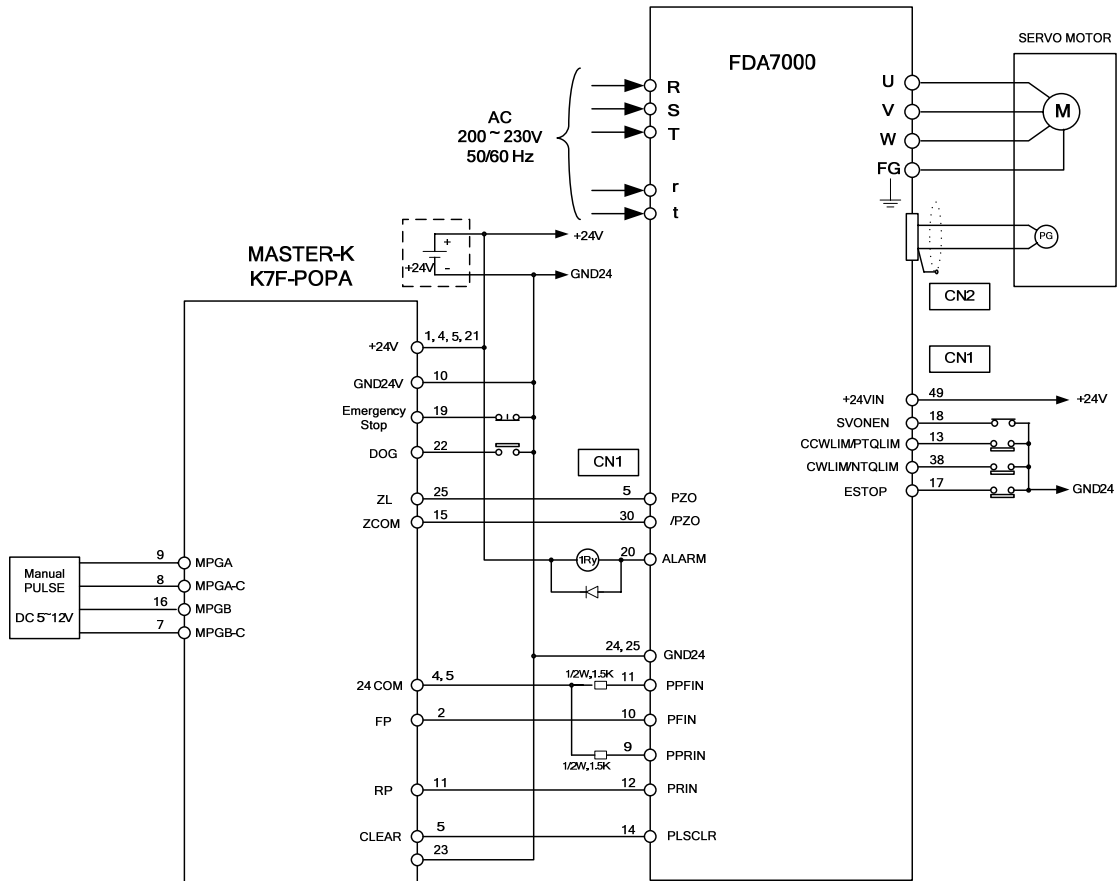 SERVO MOTOR
FDA7000
AC
200~230V
50/60 Hz
R
S
T
r
t
U
V
W
FG
M
PG
CN2
CN1
MASTER-K
K7F-POPA
+
+24V
-
+24V
GND24
+24V
1, 4, 5, 21
GND24V
10
Emergency
Stop
19
DOG
22
CN1
ZL
25
5
PZO
ZCOM
15
30
/PZO
1Ry
20
ALARM
+24VIN
49
+24V
SVONEN
18
CCWLIM/PTQLIM
13
CWLIM/NTQLIM
38
ESTOP
17
GND24
Manual
PULSE
DC 5~12V
9
MPGA
8
MPGA-C
16
MPGB
7
MPGB-C
24, 25
GND24
24 COM
4, 5
1/2W,1.5K
11
PPFIN
FP
2
10
PFIN
9
PPRIN
1/2W,1.5K
RP
11
12
PRIN
CLEAR
5
14
PLSCLR
23